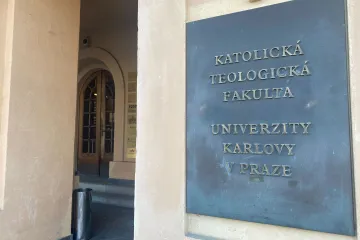 KATOLICKÁ
TEOLOGICKÁ
FAKULTA
UNIVERZITY
KARLOVY
V PRAZE